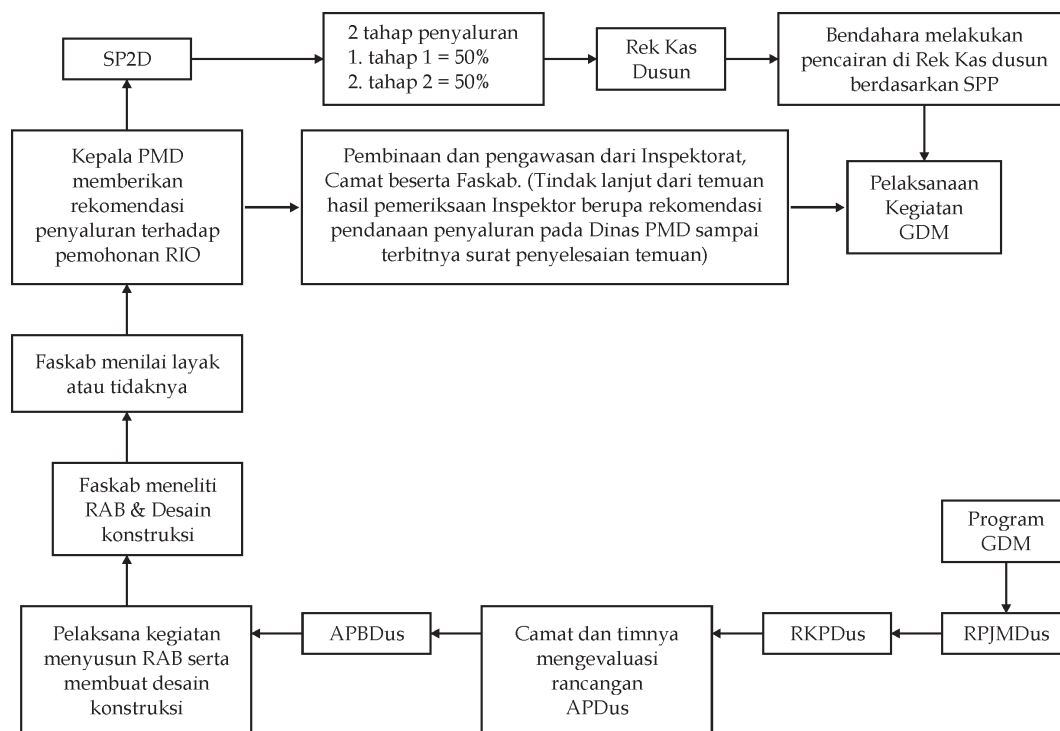 SP2D
2 tahap penyaluran
1. tahap 1 = 50%
2. tahap 2 = 50%
Rek Kas
Dusun
Bendahara melakukan
pencairan di Rek Kas dusun
berdasarkan SPP
Kepala PMD
memberikan
rekomendasi
penyaluran terhadap
pemohonan RIO
Pembinaan dan pengawasan dari Inspektorat,
Camat beserta Faskab. (Tindak lanjut dari temuan
hasil pemeriksaan Inspektor berupa rekomendasi
pendanaan penyaluran pada Dinas PMD sampai
terbitnya surat penyelesaian temuan)
Pelaksanaan
Kegiatan
GDM
Faskab menilai layak
atau tidaknya
Faskab meneliti
RAB & Desain
konstruksi
Program
GDM
Pelaksana kegiatan
menyusun RAB serta
membuat desain
konstruksi
APBDus
Camat dan timnya
mengevaluasi
rancangan
APDus
RKPDus
RPJMDus